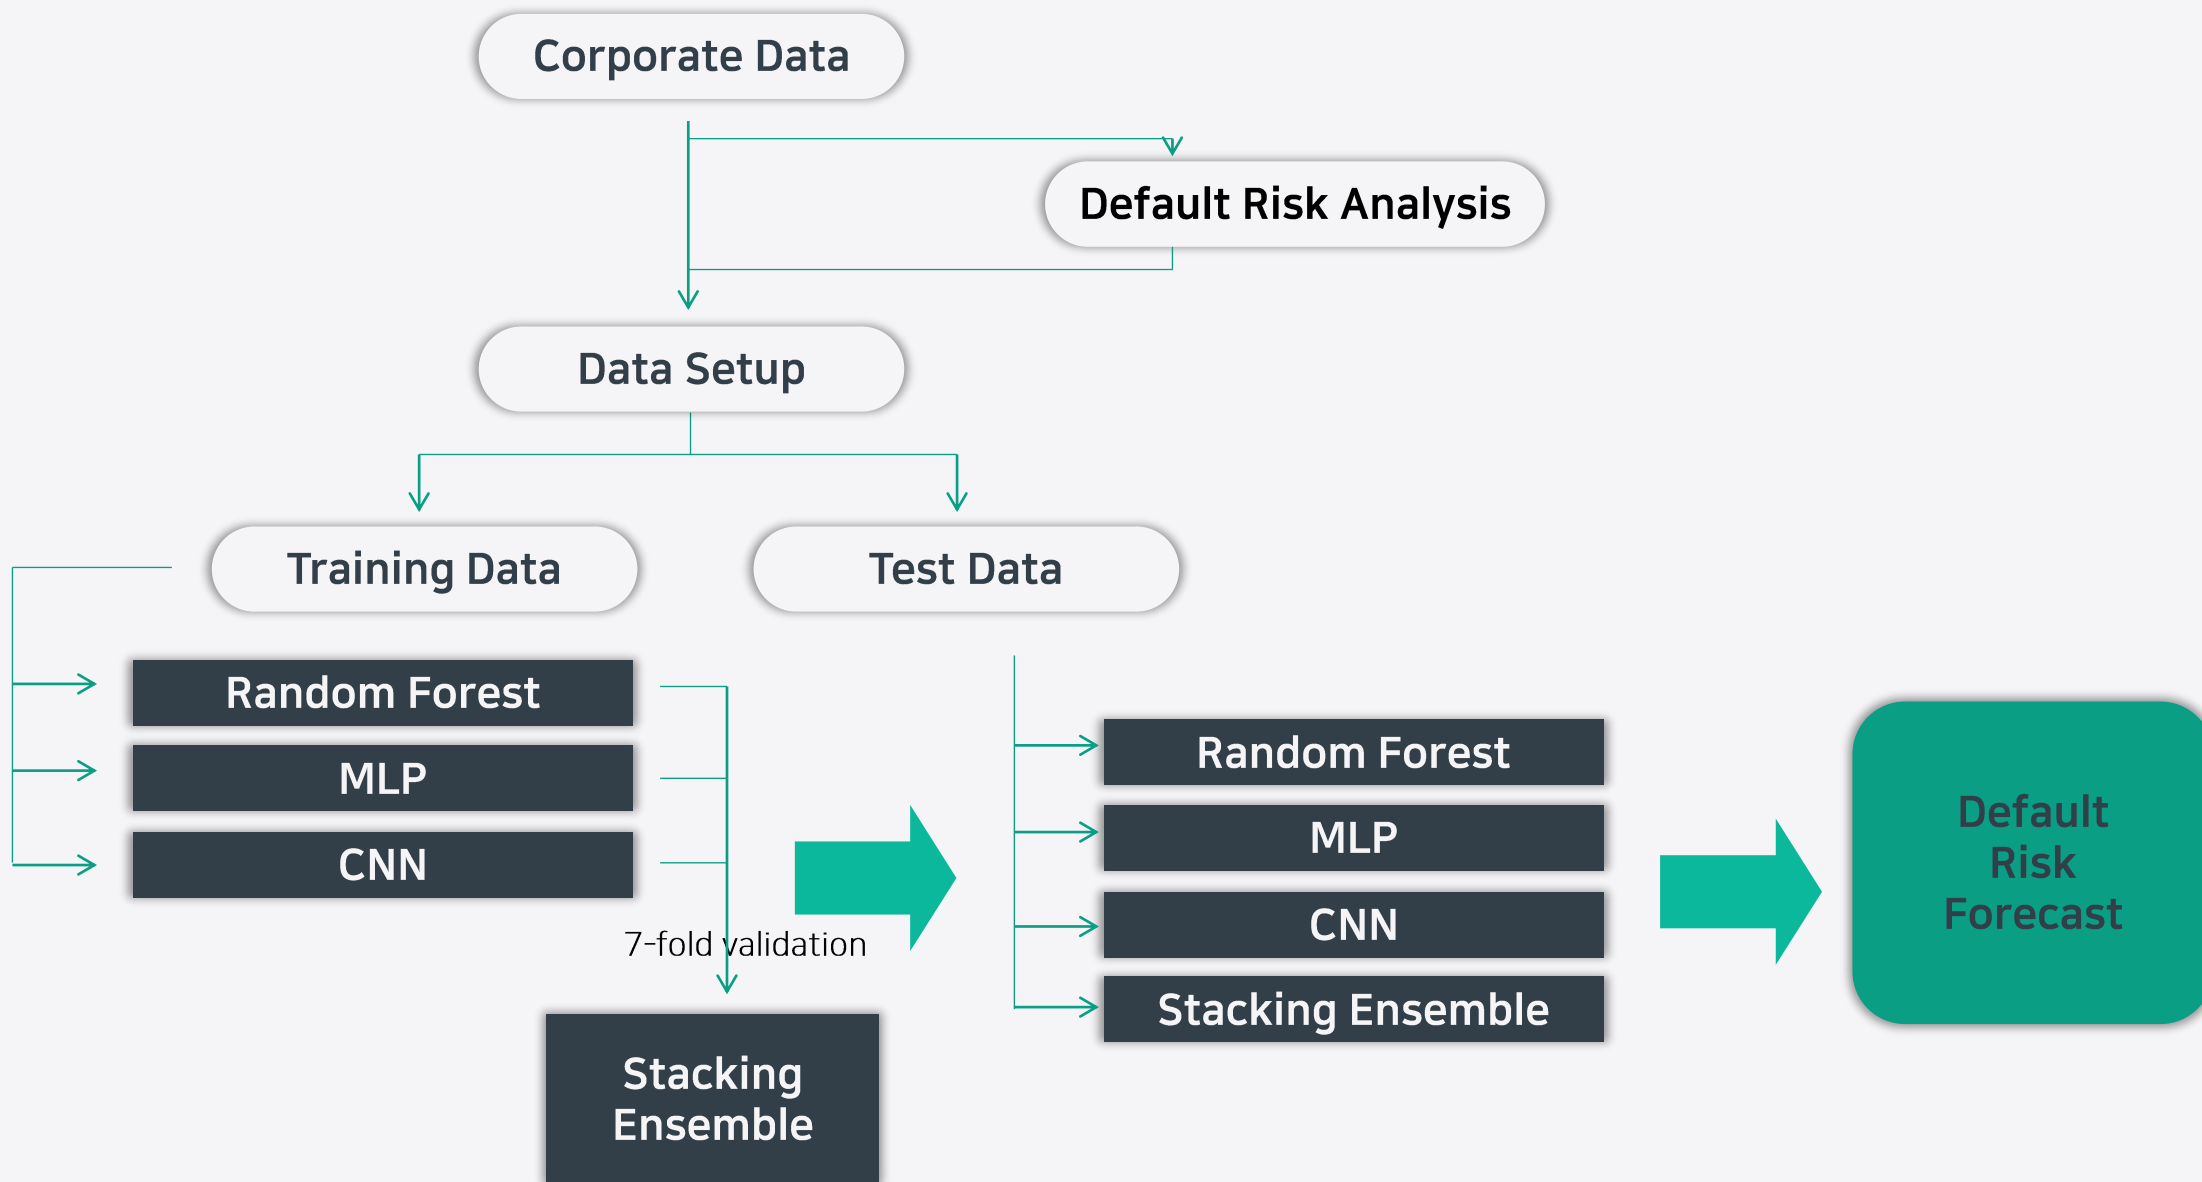 Corporate Data
Default Risk Analysis
Data Setup
Training Data
Test Data
Random Forest
MLP
CNN
7-fold validation
Stacking
Ensemble
Random Forest
MLP
CNN
Stacking Ensemble
Default
Risk
Forecast